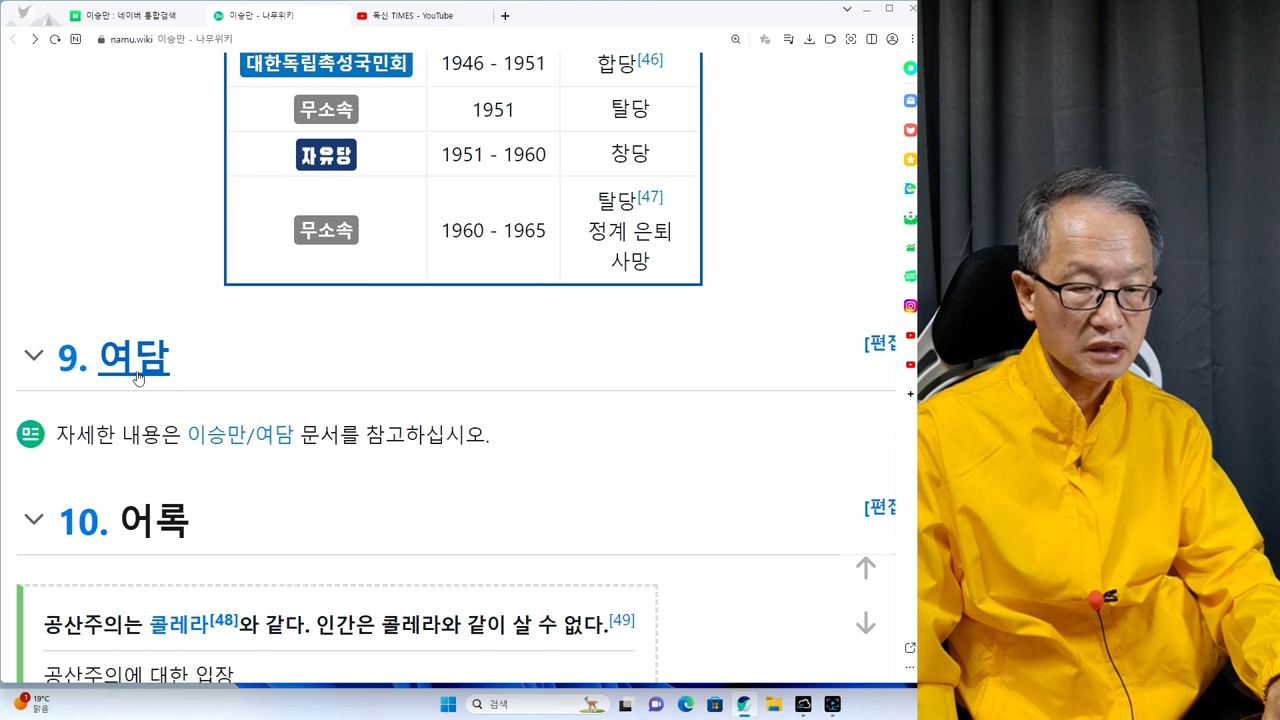 이승만 : 네이버 통합검색
이승만 - 나무위키
독신 TIMES - YouTube
namu.wiki 이승만 - 나무위키
대한독립촉성국민회 1946 - 1951 합당[46]
무소속 1951 탈당
자유당 1951 - 1960 창당
무소속 1960 - 1965 탈당[47]
정계 은퇴
사망
9. 여담 [편집
자세한 내용은 이승만/여담 문서를 참고하십시오.
10. 어록 [편집
공산주의는 콜레라[48]와 같다. 인간은 콜레라와 같이 살 수 없다.[49]
공산주의에 대한 입장
1
19°C
맑음
검색